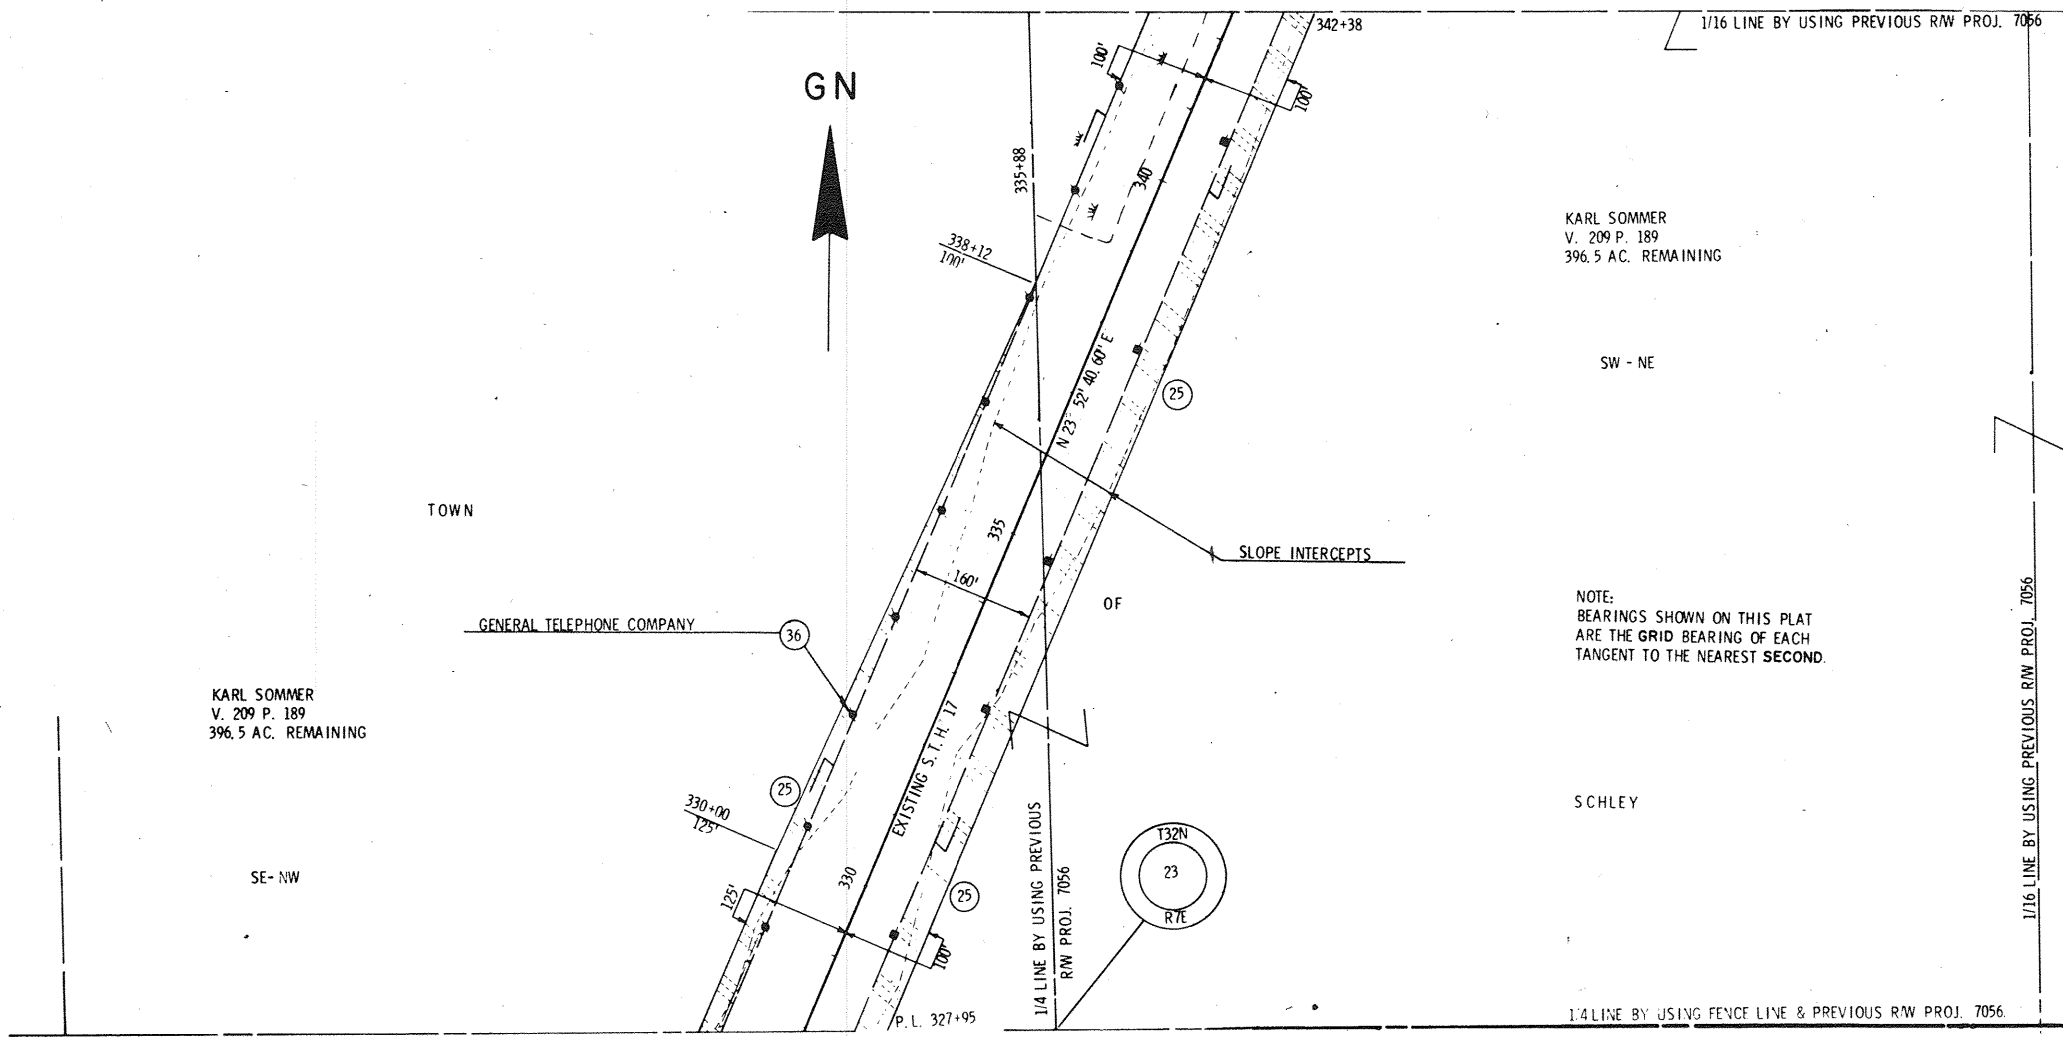 342+38
1/16 LINE BY USING PREVIOUS R/W PROJ. 7056
GN
100'
100'
335+88
340
KARL SOMMER
V. 209 P. 189
396.5 AC. REMAINING
338+12
100'
N 23° 52' 40.60" E
SW - NE
25
TOWN
335
SLOPE INTERCEPTS
160'
OF
NOTE:
BEARINGS SHOWN ON THIS PLAT
ARE THE GRID BEARING OF EACH
TANGENT TO THE NEAREST SECOND.
GENERAL TELEPHONE COMPANY
36
1/16 LINE BY USING PREVIOUS R/W PROJ. 7056
KARL SOMMER
V. 209 P. 189
396.5 AC. REMAINING
EXISTING S.T.H. 17
25
330+00
125'
SCHLEY
1/4 LINE BY USING PREVIOUS
R/W PROJ. 7056
T32N
23
R7E
SE- NW
330
125'
25
100'
P.L. 327+95
1/4 LINE BY USING FENCE LINE & PREVIOUS R/W PROJ. 7056.